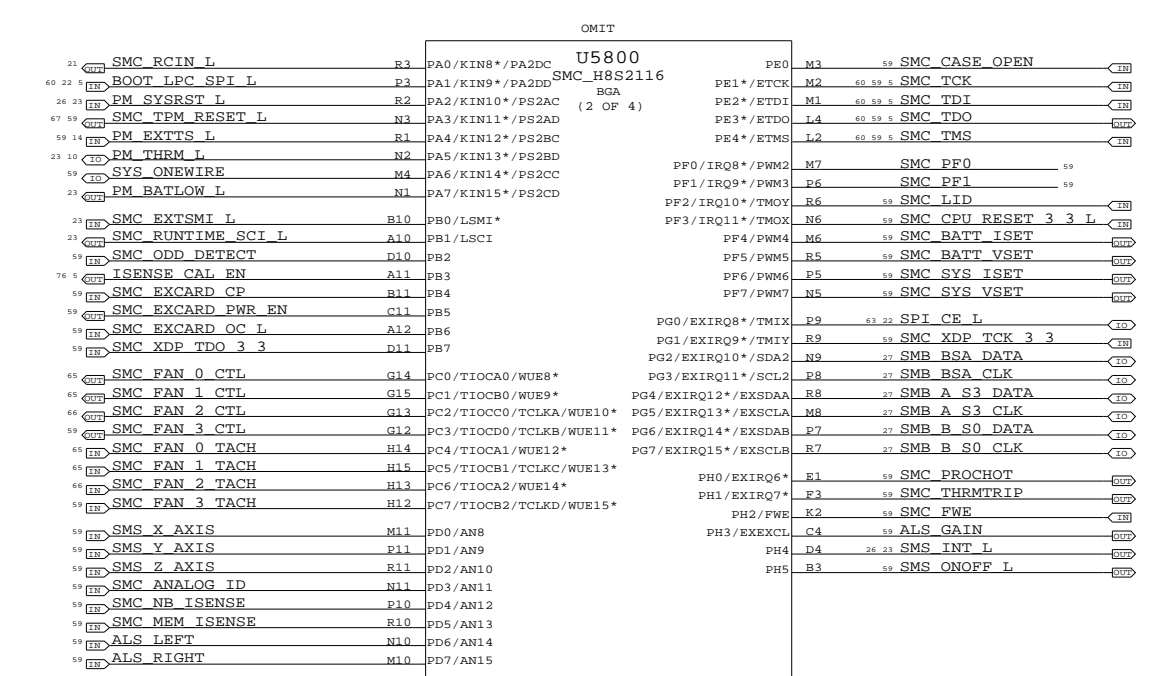 OMIT
U5800
SMC_H8S2116
BGA
(2 OF 4)
21 OUT SMC_RCIN_L R3 PA0/KIN8*/PA2DC
60 22 5 IN BOOT_LPC_SPI_L P3 PA1/KIN9*/PA2DD
26 23 IN PM_SYSRST_L R2 PA2/KIN10*/PS2AC
67 59 OUT SMC_TPM_RESET_L N3 PA3/KIN11*/PS2AD
59 14 IN PM_EXTTS_L R1 PA4/KIN12*/PS2BC
23 10 IO PM_THRM_L N2 PA5/KIN13*/PS2BD
59 IO SYS_ONEWIRE M4 PA6/KIN14*/PS2CC
23 OUT PM_BATLOW_L N1 PA7/KIN15*/PS2CD
23 IN SMC_EXTSMI_L B10 PB0/LSMI*
23 OUT SMC_RUNTIME_SCI_L A10 PB1/LSCI
59 IN SMC_ODD_DETECT D10 PB2
76 5 OUT ISENSE_CAL_EN A11 PB3
59 IN SMC_EXCARD_CP B11 PB4
59 OUT SMC_EXCARD_PWR_EN C11 PB5
59 IN SMC_EXCARD_OC_L A12 PB6
59 IN SMC_XDP_TDO_3_3 D11 PB7
65 OUT SMC_FAN_0_CTL G14 PC0/TIOCA0/WUE8*
65 OUT SMC_FAN_1_CTL G15 PC1/TIOCB0/WUE9*
66 OUT SMC_FAN_2_CTL G13 PC2/TIOCC0/TCLKA/WUE10*
59 OUT SMC_FAN_3_CTL G12 PC3/TIOCD0/TCLKB/WUE11*
65 IN SMC_FAN_0_TACH H14 PC4/TIOCA1/WUE12*
65 IN SMC_FAN_1_TACH H15 PC5/TIOCB1/TCLKC/WUE13*
66 IN SMC_FAN_2_TACH H13 PC6/TIOCA2/WUE14*
59 IN SMC_FAN_3_TACH H12 PC7/TIOCB2/TCLKD/WUE15*
59 IN SMS_X_AXIS M11 PD0/AN8
59 IN SMS_Y_AXIS P11 PD1/AN9
59 IN SMS_Z_AXIS R11 PD2/AN10
59 IN SMC_ANALOG_ID N11 PD3/AN11
59 IN SMC_NB_ISENSE P10 PD4/AN12
59 IN SMC_MEM_ISENSE R10 PD5/AN13
59 IN ALS_LEFT N10 PD6/AN14
59 IN ALS_RIGHT M10 PD7/AN15
PE0 M3 59 SMC_CASE_OPEN IN
PE1*/ETCK M2 60 59 5 SMC_TCK IN
PE2*/ETDI M1 60 59 5 SMC_TDI IN
PE3*/ETDO L4 60 59 5 SMC_TDO OUT
PE4*/ETMS L2 60 59 5 SMC_TMS IN
PF0/IRQ8*/PWM2 M7 SMC_PF0 59
PF1/IRQ9*/PWM3 P6 SMC_PF1 59
PF2/IRQ10*/TMOY R6 59 SMC_LID IN
PF3/IRQ11*/TMOX N6 59 SMC_CPU_RESET_3_3_L IN
PF4/PWM4 M6 59 SMC_BATT_ISET OUT
PF5/PWM5 R5 59 SMC_BATT_VSET OUT
PF6/PWM6 P5 59 SMC_SYS_ISET OUT
PF7/PWM7 N5 59 SMC_SYS_VSET OUT
PG0/EXIRQ8*/TMIX P9 63 22 SPI_CE_L IO
PG1/EXIRQ9*/TMIY R9 59 SMC_XDP_TCK_3_3 IN
PG2/EXIRQ10*/SDA2 N9 27 SMB_BSA_DATA IO
PG3/EXIRQ11*/SCL2 P8 27 SMB_BSA_CLK IO
PG4/EXIRQ12*/EXSDAA R8 27 SMB_A_S3_DATA IO
PG5/EXIRQ13*/EXSCLA M8 27 SMB_A_S3_CLK IO
PG6/EXIRQ14*/EXSDAB P7 27 SMB_B_S0_DATA IO
PG7/EXIRQ15*/EXSCLB R7 27 SMB_B_S0_CLK IO
PH0/EXIRQ6* E1 59 SMC_PROCHOT OUT
PH1/EXIRQ7* F3 59 SMC_THRMTRIP OUT
PH2/FWE K2 59 SMC_FWE IN
PH3/EXEXCL C4 59 ALS_GAIN OUT
PH4 D4 26 23 SMS_INT_L OUT
PH5 B3 59 SMS_ONOFF_L OUT